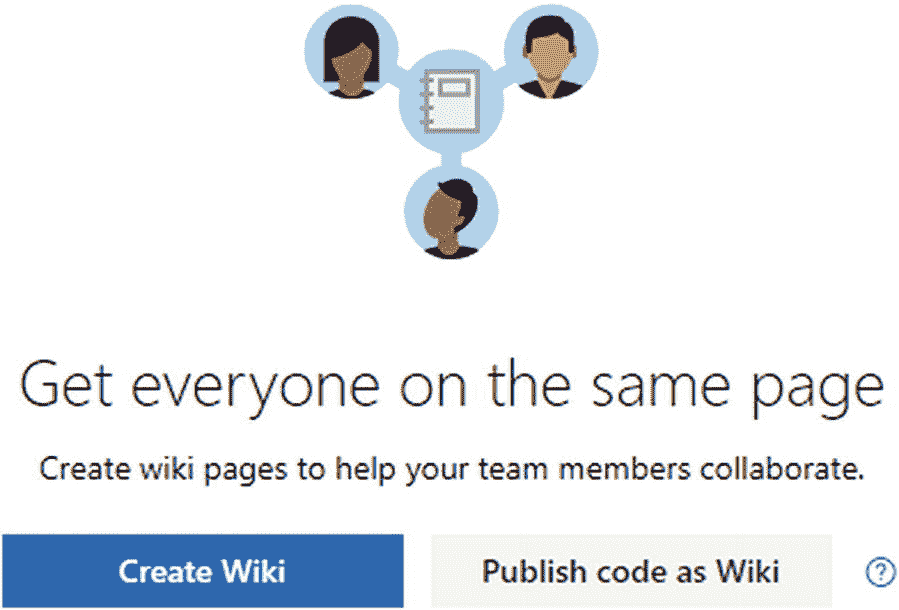 Get everyone on the same page
Create wiki pages to help your team members collaborate.
Create Wiki
Publish code as Wiki
?